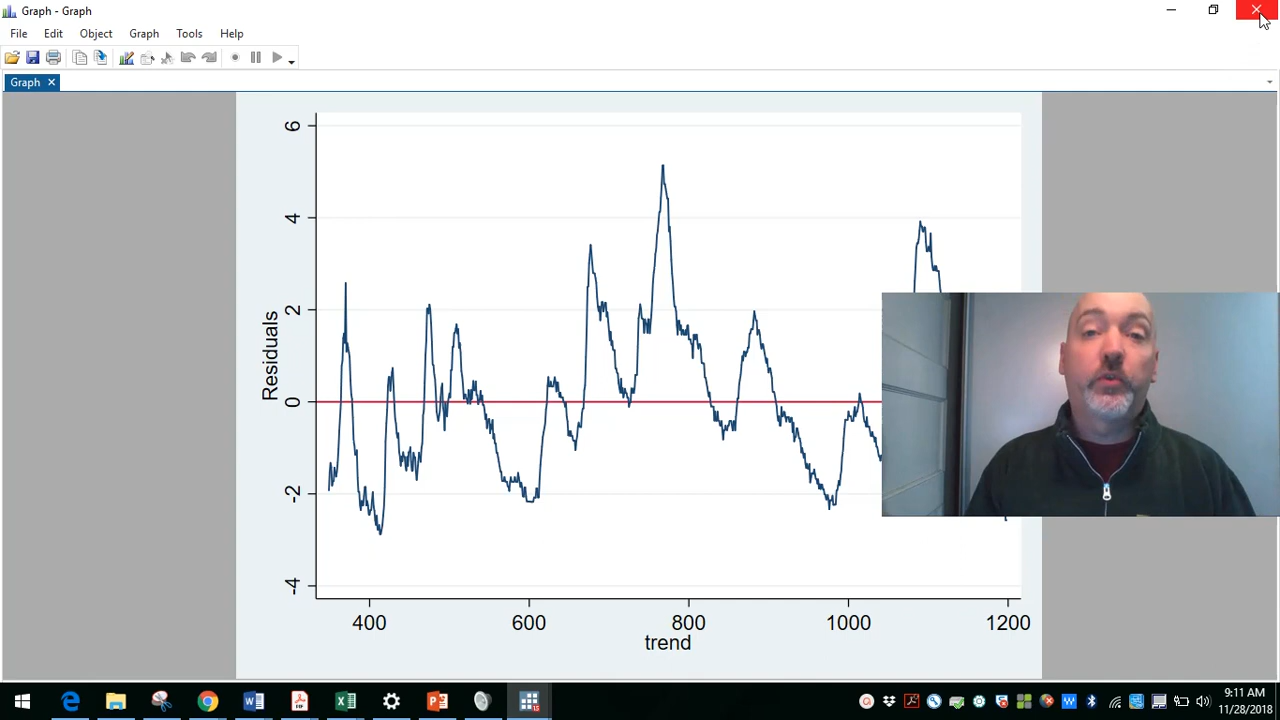 Graph - Graph
File Edit Object Graph Tools Help
Graph
6
4
2
0
-2
-4
Residuals
400 600 800 1000 1200
trend
9:11 AM
11/28/2018